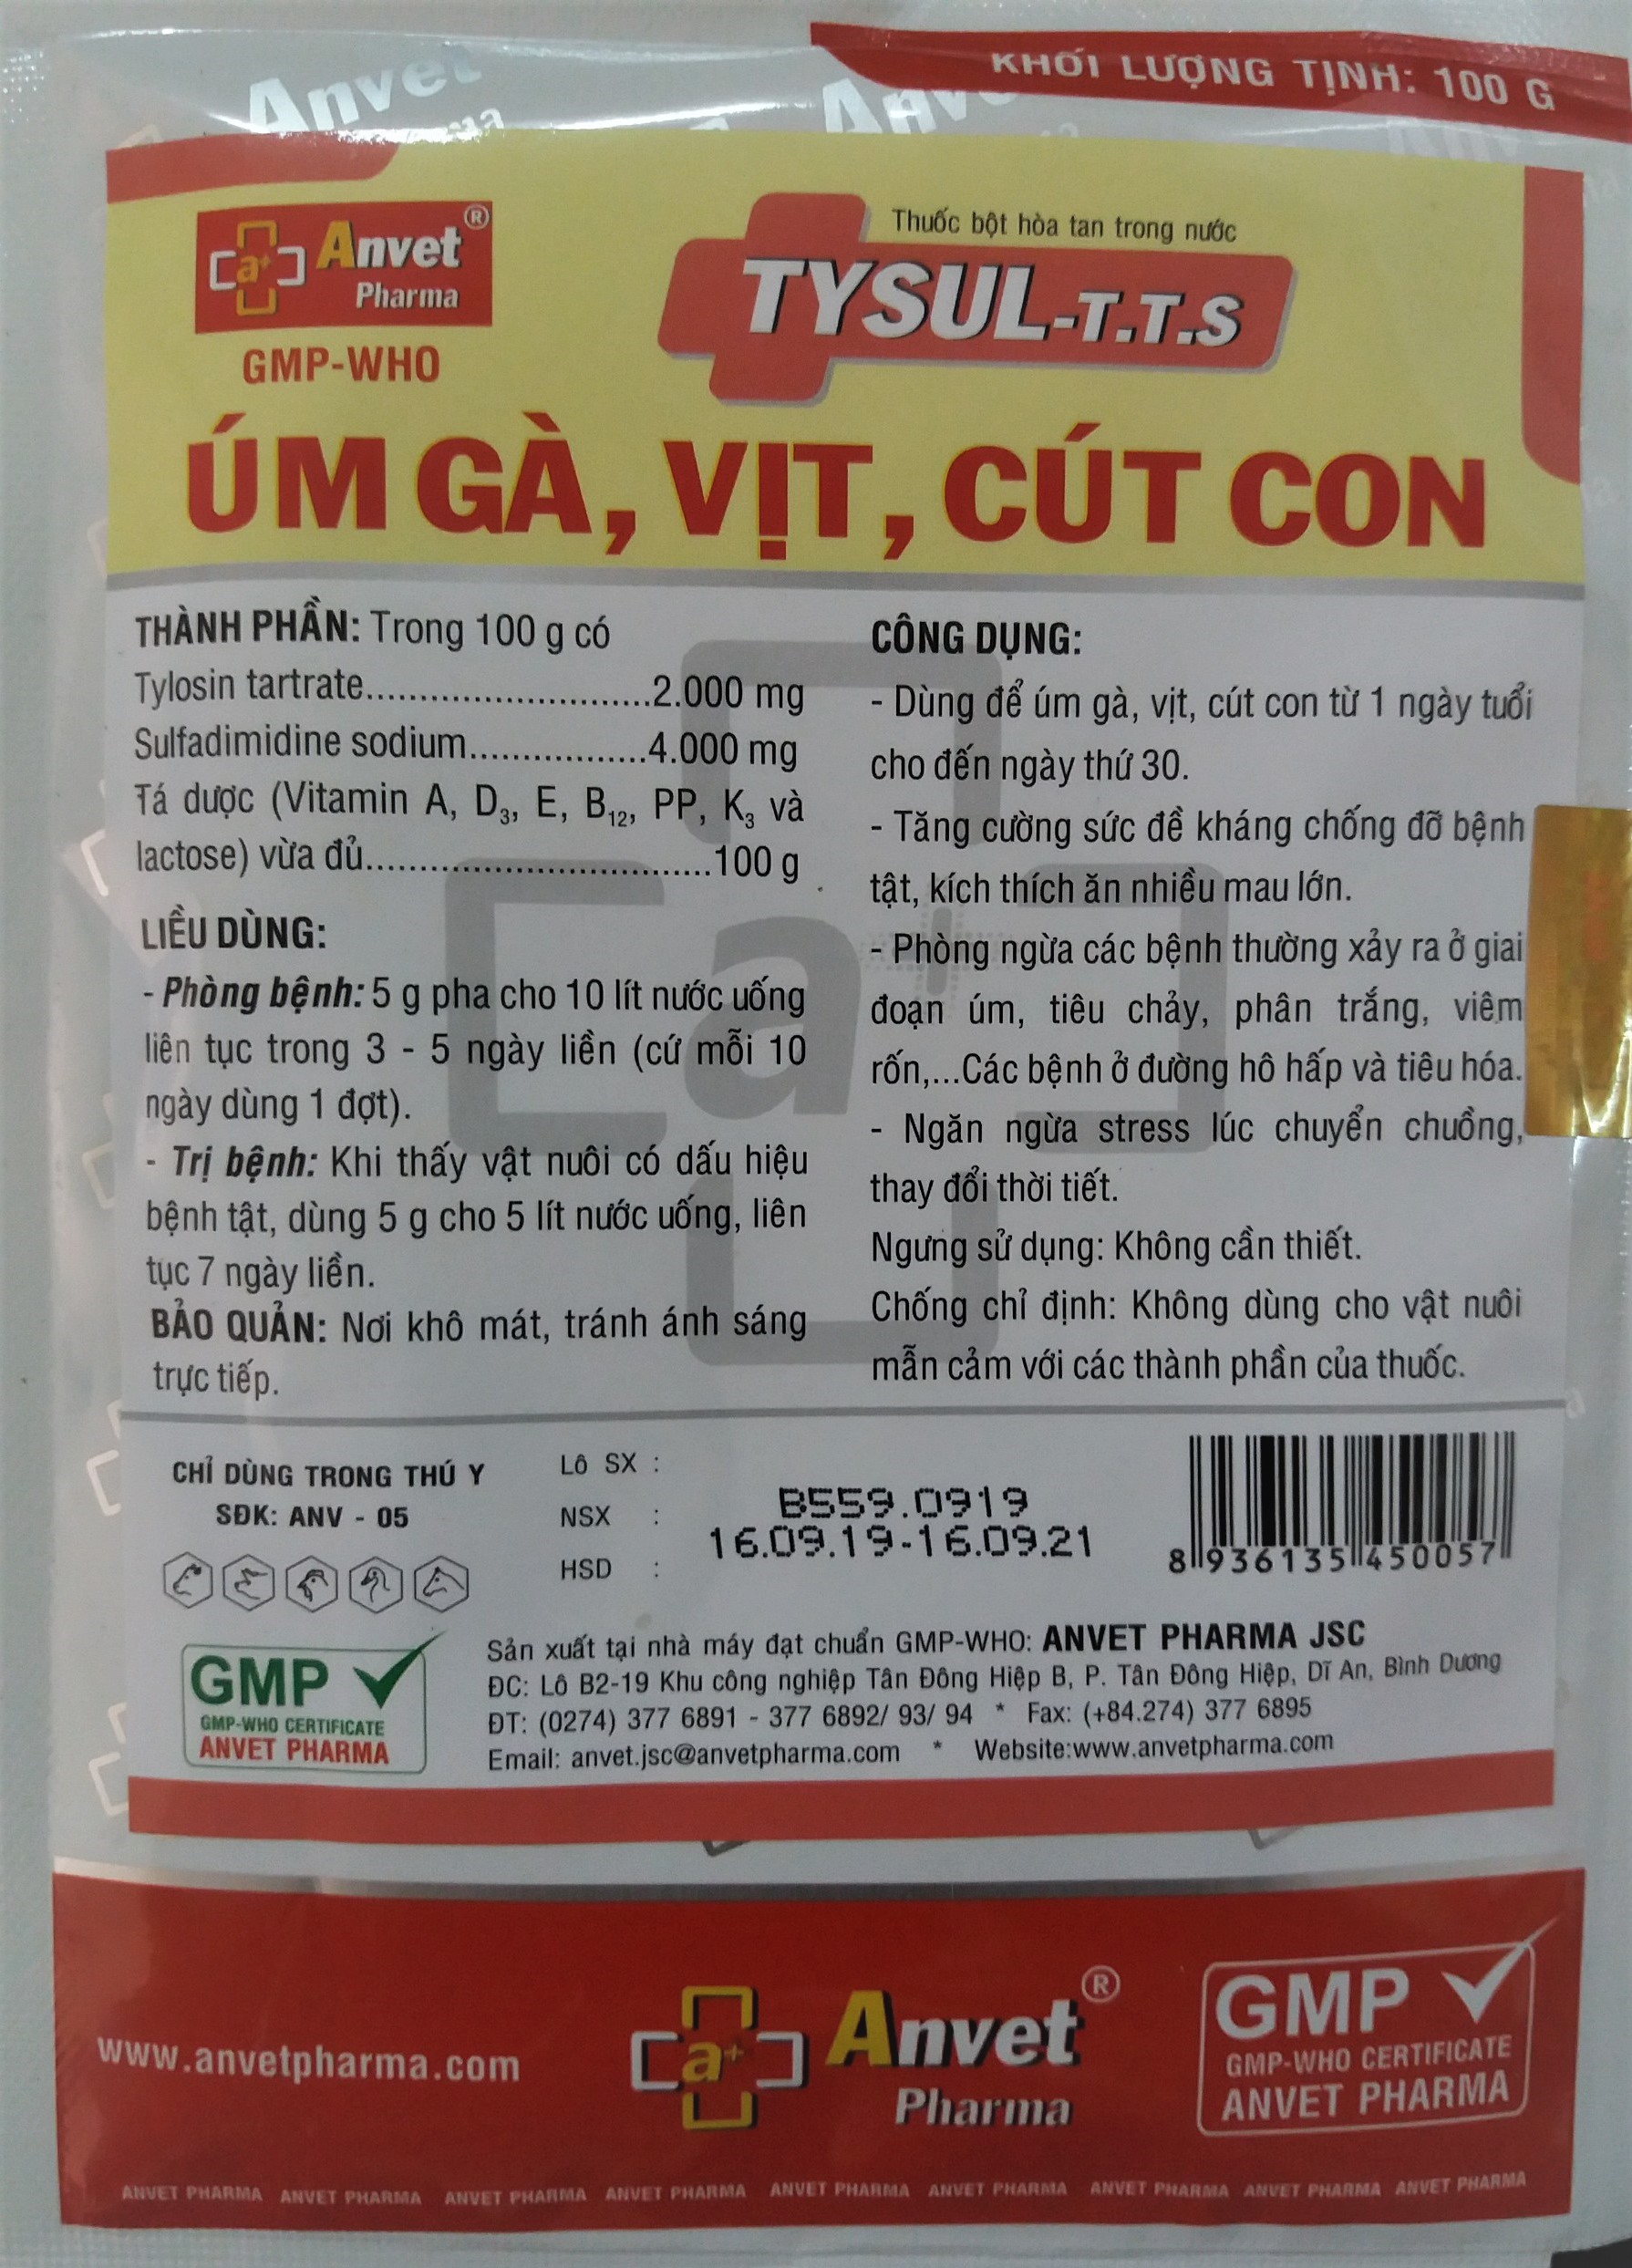 Anvet
KHỐI LƯỢNG TỊNH: 100 G
Anvet®
Pharma
GMP-WHO
Thuốc bột hòa tan trong nước
TYSUL-T.T.S
ÚM GÀ, VỊT, CÚT CON
THÀNH PHẦN: Trong 100 g có
Tylosin tartrate..............................2.000 mg
Sulfadimidine sodium.................4.000 mg
Tá dược (Vitamin A, D3, E, B12, PP, K3 và
lactose) vừa đủ.................................100 g
LIỀU DÙNG:
- Phòng bệnh: 5 g pha cho 10 lít nước uống
liên tục trong 3 - 5 ngày liền (cứ mỗi 10
ngày dùng 1 đợt).
- Trị bệnh: Khi thấy vật nuôi có dấu hiệu
bệnh tật, dùng 5 g cho 5 lít nước uống, liên
tục 7 ngày liền.
BẢO QUẢN: Nơi khô mát, tránh ánh sáng
trực tiếp.
CÔNG DỤNG:
- Dùng để úm gà, vịt, cút con từ 1 ngày tuổi
cho đến ngày thứ 30.
- Tăng cường sức đề kháng chống đỡ bệnh
tật, kích thích ăn nhiều mau lớn.
- Phòng ngừa các bệnh thường xảy ra ở giai
đoạn úm, tiêu chảy, phân trắng, viêm
rốn,...Các bệnh ở đường hô hấp và tiêu hóa.
- Ngăn ngừa stress lúc chuyển chuồng,
thay đổi thời tiết.
Ngưng sử dụng: Không cần thiết.
Chống chỉ định: Không dùng cho vật nuôi
mẫn cảm với các thành phần của thuốc.
CHỈ DÙNG TRONG THÚ Y
SĐK: ANV - 05
Lô SX :
NSX :
HSD :
B559.0919
16.09.19-16.09.21
8 936135 450057
GMP
GMP-WHO CERTIFICATE
ANVET PHARMA
Sản xuất tại nhà máy đạt chuẩn GMP-WHO: ANVET PHARMA JSC
ĐC: Lô B2-19 Khu công nghiệp Tân Đông Hiệp B, P. Tân Đông Hiệp, Dĩ An, Bình Dương
ĐT: (0274) 377 6891 - 377 6892/ 93/ 94 * Fax: (+84.274) 377 6895
Email: anvet.jsc@anvetpharma.com * Website:www.anvetpharma.com
www.anvetpharma.com
a+ Anvet®
Pharma
GMP
GMP-WHO CERTIFICATE
ANVET PHARMA
ANVET PHARMA ANVET PHARMA ANVET PHARMA ANVET PHARMA ANVET PHARMA ANVET PHARMA ANVET PHARMA ANVET PHARMA ANVET PHARMA